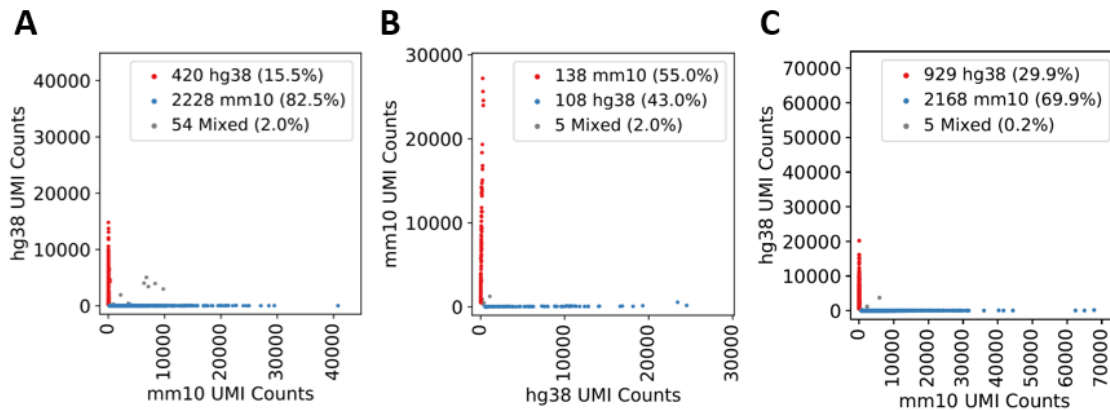 A
40000
30000
20000
10000
0
hg38 UMI Counts
420 hg38 (15.5%)
2228 mm10 (82.5%)
54 Mixed (2.0%)
0
10000
20000
30000
40000
mm10 UMI Counts
B
30000
20000
10000
0
mm10 UMI Counts
138 mm10 (55.0%)
108 hg38 (43.0%)
5 Mixed (2.0%)
0
10000
20000
30000
hg38 UMI Counts
C
70000
60000
50000
40000
30000
20000
10000
0
hg38 UMI Counts
929 hg38 (29.9%)
2168 mm10 (69.9%)
5 Mixed (0.2%)
0
10000
20000
30000
40000
50000
60000
70000
mm10 UMI Counts